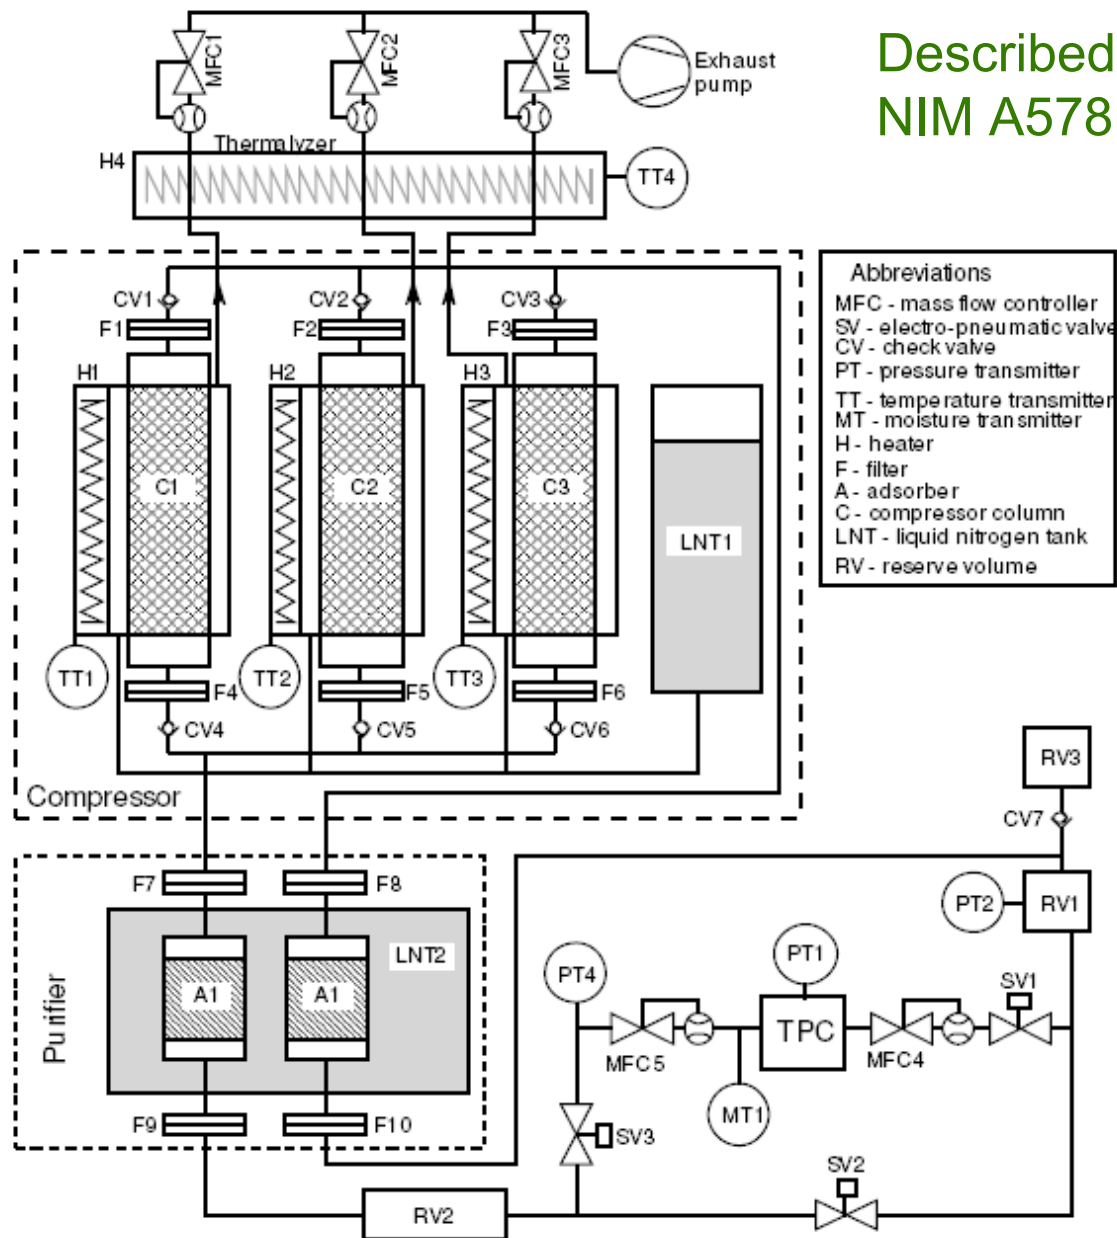 Described
NIM A578
MFC1
MFC2
MFC3
Exhaust
pump
Thermalyzer
H4
TT4
CV1
CV2
CV3
F1
F2
F3
H1
H2
H3
C1
C2
C3
LNT1
TT1
TT2
TT3
F4
F5
F6
CV4
CV5
CV6
Compressor
Abbreviations
MFC - mass flow controller
SV - electro-pneumatic valve
CV - check valve
PT - pressure transmitter
TT - temperature transmitter
MT - moisture transmitter
H - heater
F - filter
A - adsorber
C - compressor column
LNT - liquid nitrogen tank
RV - reserve volume
RV3
CV7
F7
F8
PT2
RV1
LNT2
A1
A1
Purifier
PT4
PT1
SV1
TPC
MFC5
MFC4
MT1
F9
F10
SV3
SV2
RV2